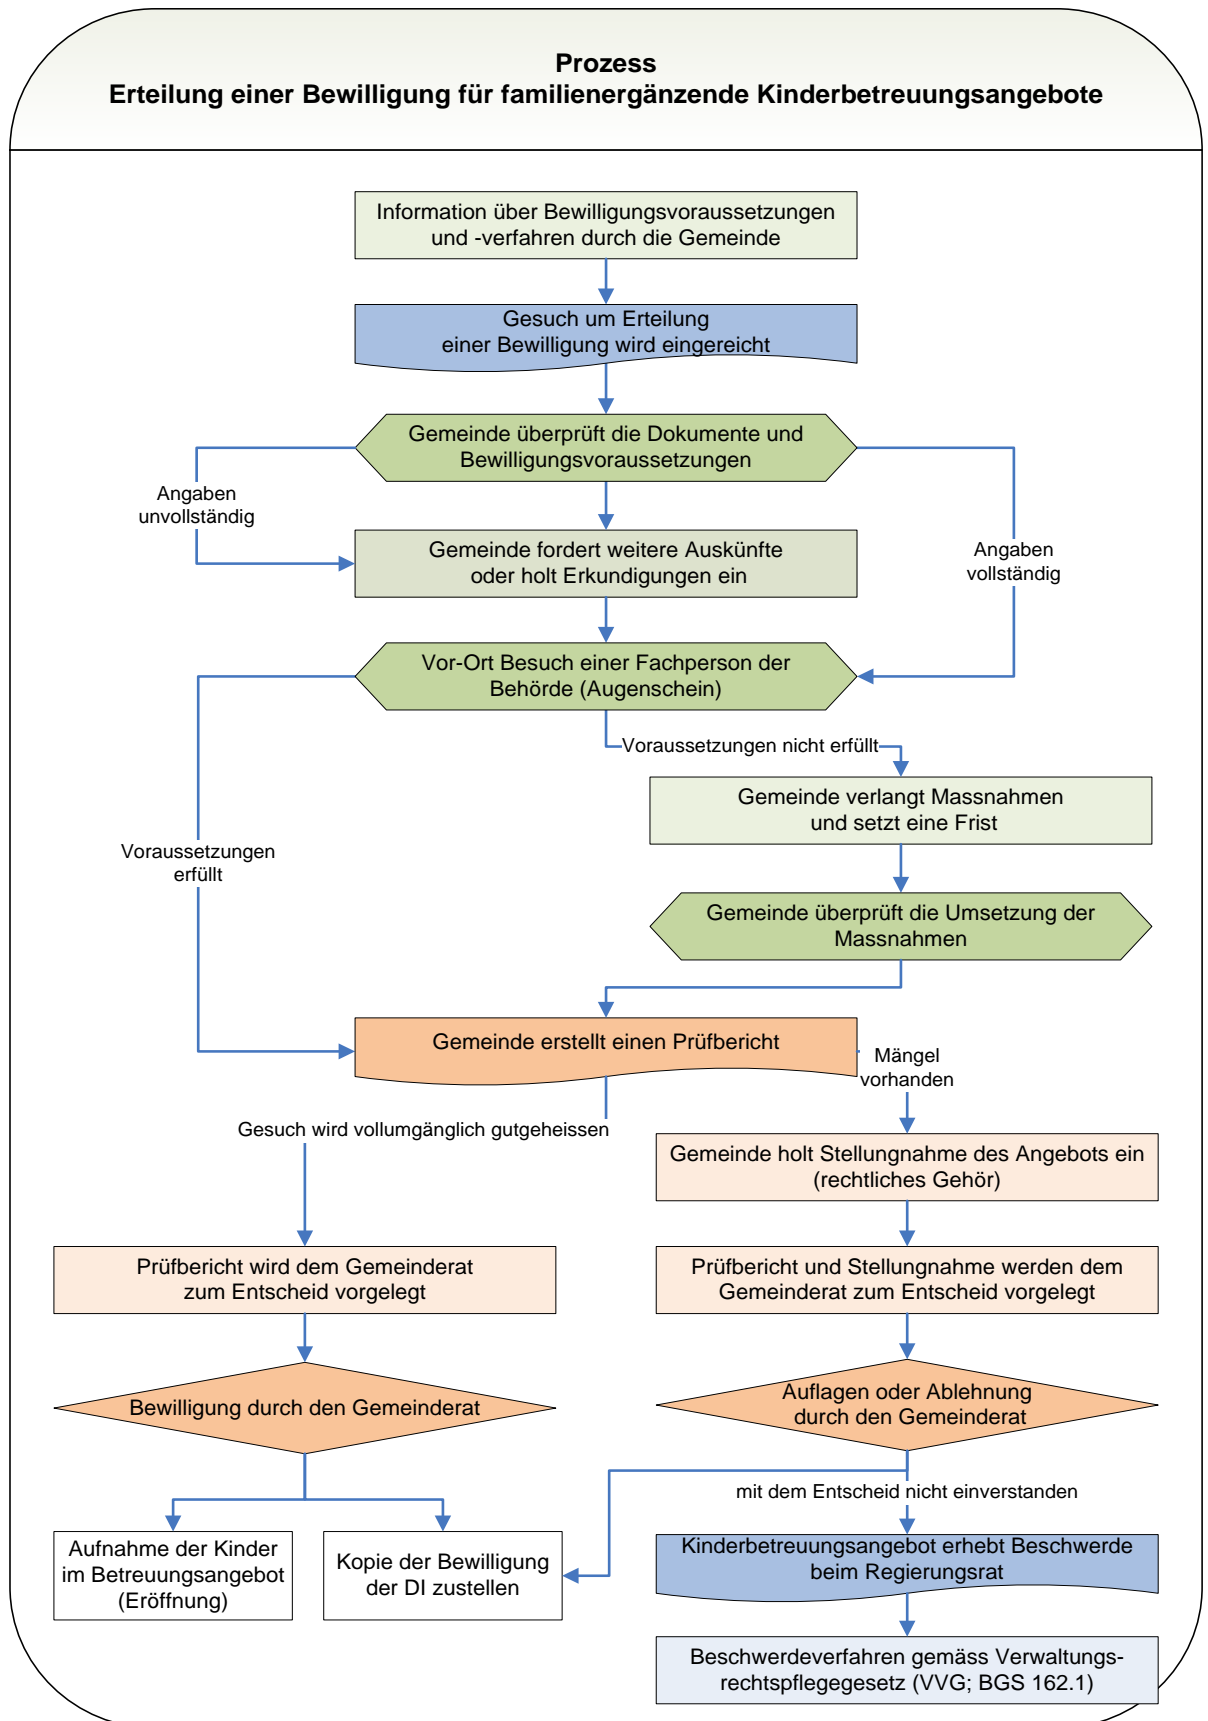 Prozess
Erteilung einer Bewilligung für familienergänzende Kinderbetreuungsangebote
Information über Bewilligungsvoraussetzungen
und -verfahren durch die Gemeinde
Gesuch um Erteilung
einer Bewilligung wird eingereicht
Gemeinde überprüft die Dokumente und
Bewilligungsvoraussetzungen
Angaben
unvollständig
Gemeinde fordert weitere Auskünfte
oder holt Erkundigungen ein
Angaben
vollständig
Vor-Ort Besuch einer Fachperson der
Behörde (Augenschein)
Voraussetzungen nicht erfüllt
Gemeinde verlangt Massnahmen
und setzt eine Frist
Voraussetzungen
erfüllt
Gemeinde überprüft die Umsetzung der
Massnahmen
Gemeinde erstellt einen Prüfbericht
Mängel
vorhanden
Gesuch wird vollumgänglich gutgeheissen
Gemeinde holt Stellungnahme des Angebots ein
(rechtliches Gehör)
Prüfbericht wird dem Gemeinderat
zum Entscheid vorgelegt
Prüfbericht und Stellungnahme werden dem
Gemeinderat zum Entscheid vorgelegt
Bewilligung durch den Gemeinderat
Auflagen oder Ablehnung
durch den Gemeinderat
mit dem Entscheid nicht einverstanden
Aufnahme der Kinder
im Betreuungsangebot
(Eröffnung)
Kopie der Bewilligung
der DI zustellen
Kinderbetreuungsangebot erhebt Beschwerde
beim Regierungsrat
Beschwerdeverfahren gemäss Verwaltungs-
rechtspflegegesetz (VVG; BGS 162.1)